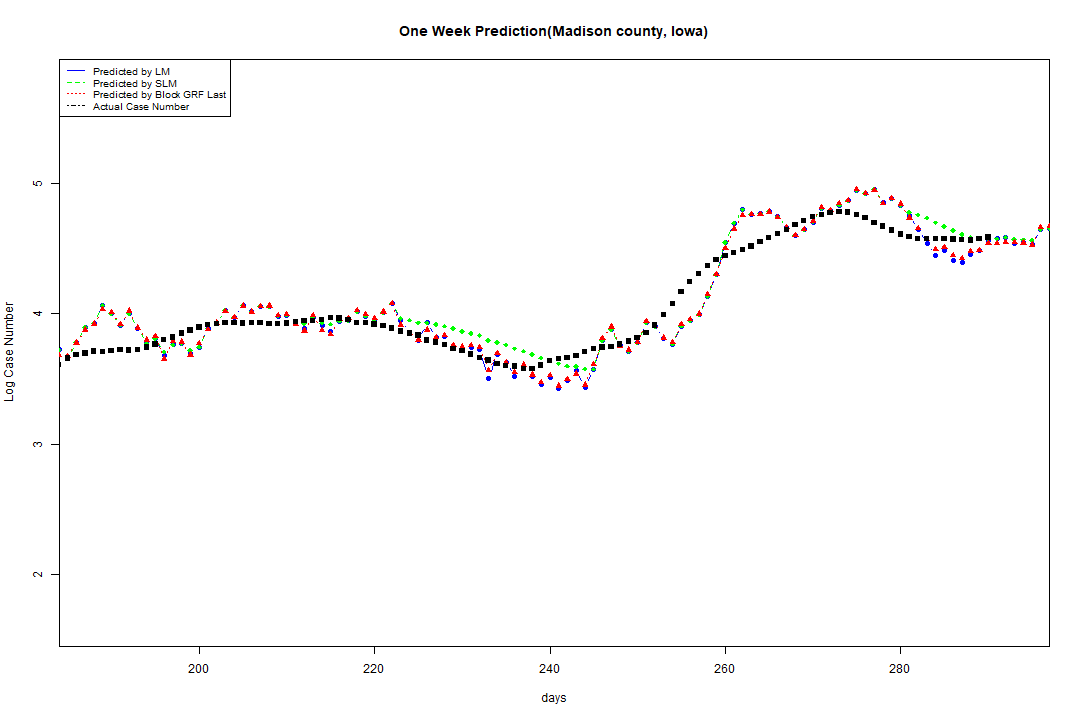 One Week Prediction(Madison county, Iowa)
Predicted by LM
Predicted by SLM
Predicted by Block GRF Last
Actual Case Number
5
4
3
2
Log Case Number
200 220 240 260 280
days